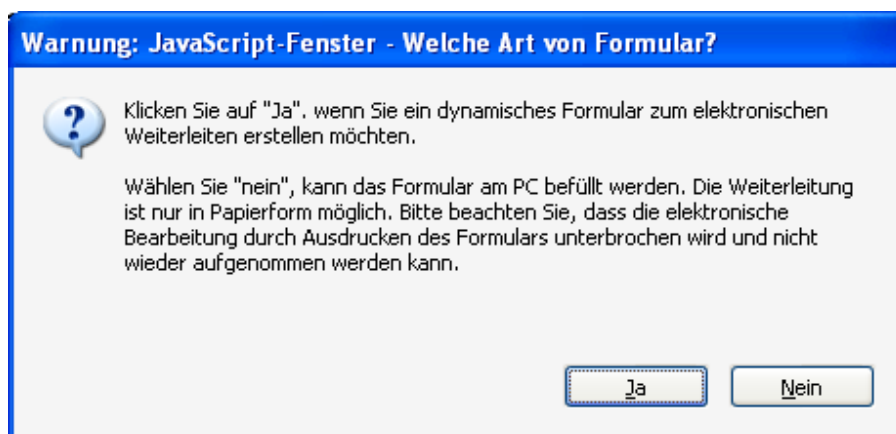 Warnung: JavaScript-Fenster - Welche Art von Formular?
Klicken Sie auf "Ja". wenn Sie ein dynamisches Formular zum elektronischen
Weiterleiten erstellen möchten.
Wählen Sie "nein", kann das Formular am PC befüllt werden. Die Weiterleitung
ist nur in Papierform möglich. Bitte beachten Sie, dass die elektronische
Bearbeitung durch Ausdrucken des Formulars unterbrochen wird und nicht
wieder aufgenommen werden kann.
Ja
Nein